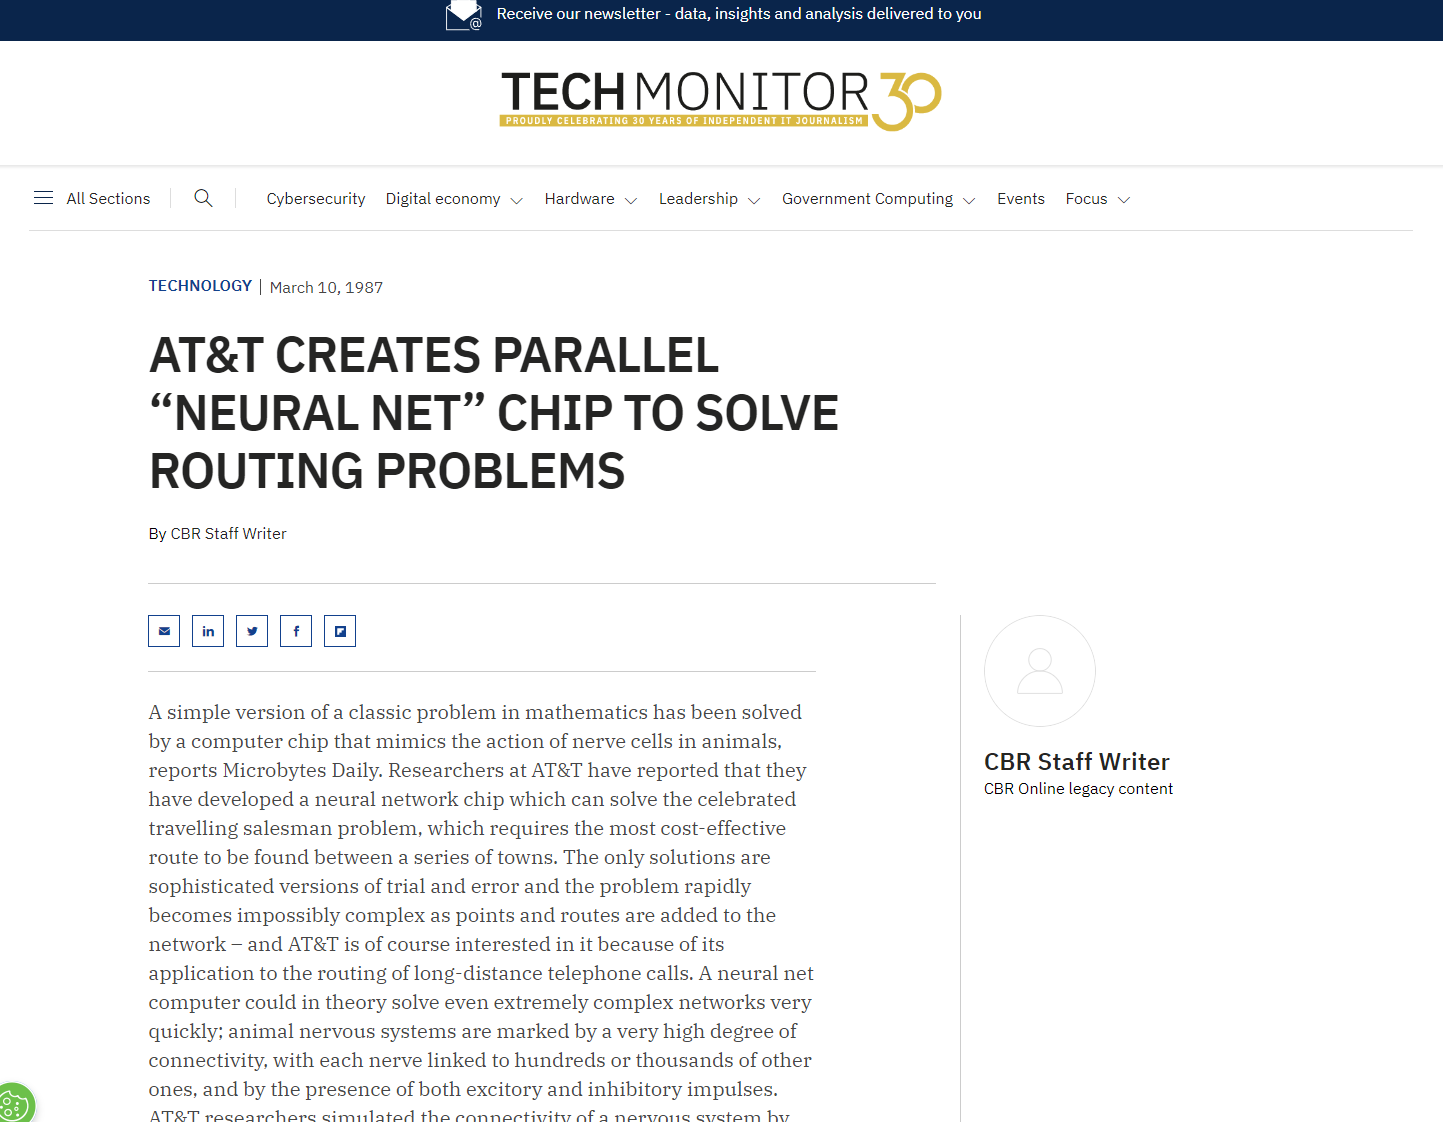 Receive our newsletter - data, insights and analysis delivered to you
TECH MONITOR 30
PROUDLY CELEBRATING 30 YEARS OF INDEPENDENT IT JOURNALISM
All Sections
Cybersecurity
Digital economy
Hardware
Leadership
Government Computing
Events
Focus
TECHNOLOGY
March 10, 1987
AT&T CREATES PARALLEL
“NEURAL NET” CHIP TO SOLVE
ROUTING PROBLEMS
By CBR Staff Writer
A simple version of a classic problem in mathematics has been solved
by a computer chip that mimics the action of nerve cells in animals,
reports Microbytes Daily. Researchers at AT&T have reported that they
have developed a neural network chip which can solve the celebrated
travelling salesman problem, which requires the most cost-effective
route to be found between a series of towns. The only solutions are
sophisticated versions of trial and error and the problem rapidly
becomes impossibly complex as points and routes are added to the
network – and AT&T is of course interested in it because of its
application to the routing of long-distance telephone calls. A neural net
computer could in theory solve even extremely complex networks very
quickly; animal nervous systems are marked by a very high degree of
connectivity, with each nerve linked to hundreds or thousands of other
ones, and by the presence of both excitory and inhibitory impulses.
AT&T researchers simulated the connectivity of a nervous system by
CBR Staff Writer
CBR Online legacy content